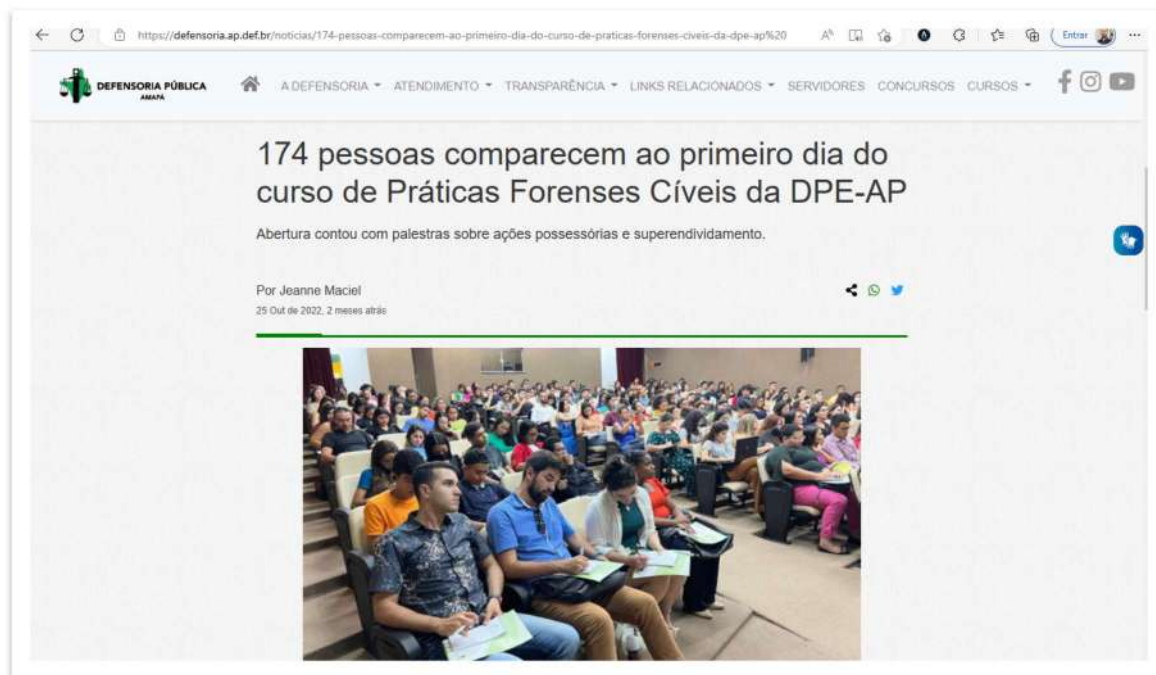 https://defensoria.ap.def.br/noticias/174-pessoas-comparecem-ao-primeiro-dia-do-curso-de-praticas-forenses-civeis-da-dpe-ap%20
Entrar
DEFENSORIA PÚBLICA
AMAPÁ
A DEFENSORIA
ATENDIMENTO
TRANSPARÊNCIA
LINKS RELACIONADOS
SERVIDORES
CONCURSOS
CURSOS
174 pessoas comparecem ao primeiro dia do
curso de Práticas Forenses Cíveis da DPE-AP
Abertura contou com palestras sobre ações possessórias e superendividamento.
Por Jeanne Maciel
25 Out de 2022, 2 meses atrás